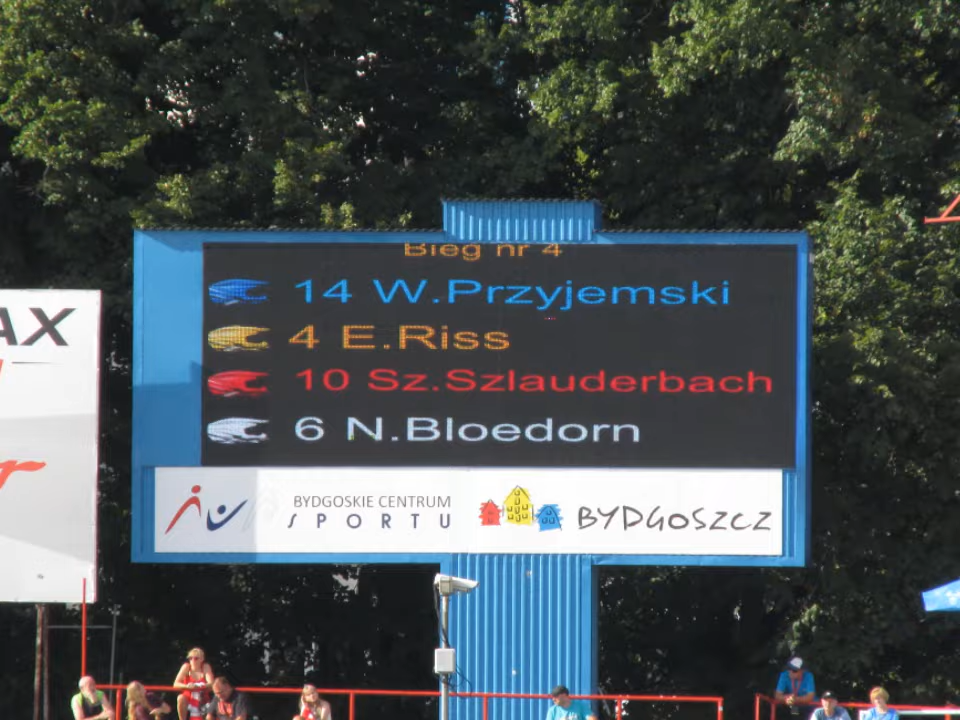 Bieg nr 4
14 W.Przyjemski
4 E.Riss
10 Sz.Szlauderbach
6 N.Bloedorn
AX
BYDGOSKIE CENTRUM
SPORTU
BYDGOSZCZ